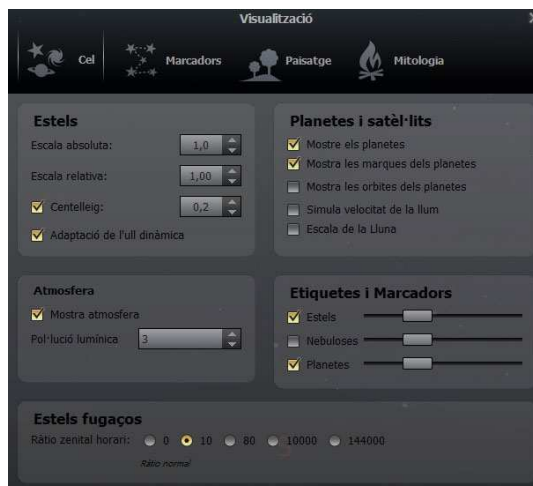 Visualització
Cel Marcadors Paisatge Mitologia
Estels
Escala absoluta: 1,0
Escala relativa: 1,00
Centelleig: 0,2
Adaptació de l'ull dinàmica
Planetes i satèl·lits
Mostre els planetes
Mostra les marques dels planetes
Mostra les orbites dels planetes
Simula velocitat de la llum
Escala de la Lluna
Atmosfera
Mostra atmosfera
Pol·lució lumínica 3
Etiquetes i Marcadors
Estels
Nebuloses
Planetes
Estels fugaços
Ràtio zenital horari: 0 10 80 10000 144000
Ràtio normal